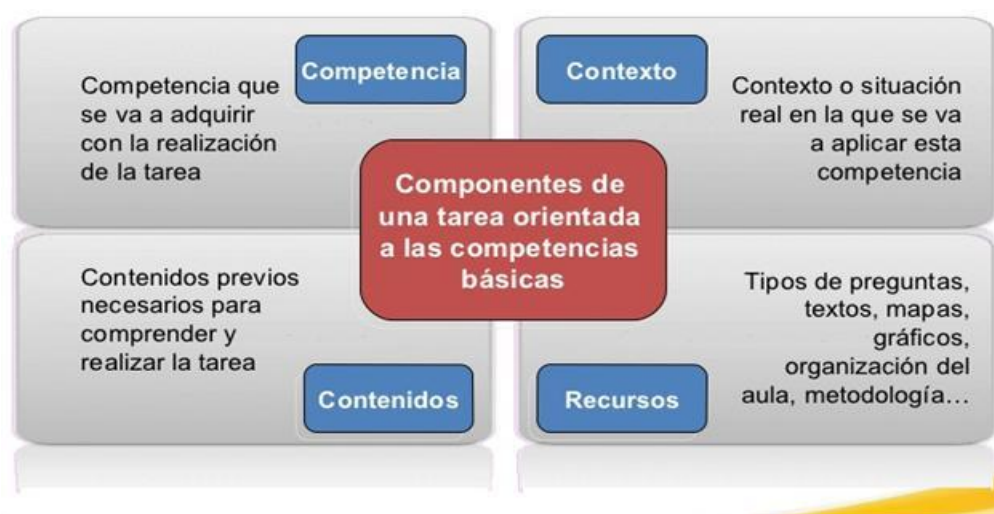 Competencia
Competencia que
se va a adquirir
con la realización
de la tarea
Contexto
Contexto o situación
real en la que se va
a aplicar esta
competencia
Componentes de
una tarea orientada
a las competencias
básicas
Contenidos previos
necesarios para
comprender y
realizar la tarea
Contenidos
Tipos de preguntas,
textos, mapas,
gráficos,
organización del
aula, metodología…
Recursos